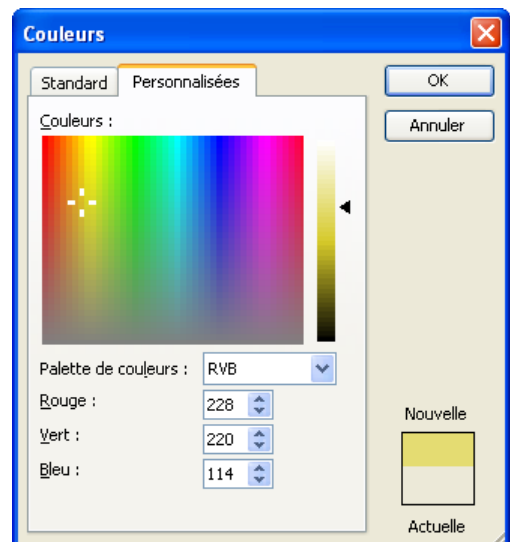 Couleurs
Standard
Personnalisées
OK
Annuler
Couleurs :
Palette de couleurs : RVB
Rouge : 228
Vert : 220
Bleu : 114
Nouvelle
Actuelle